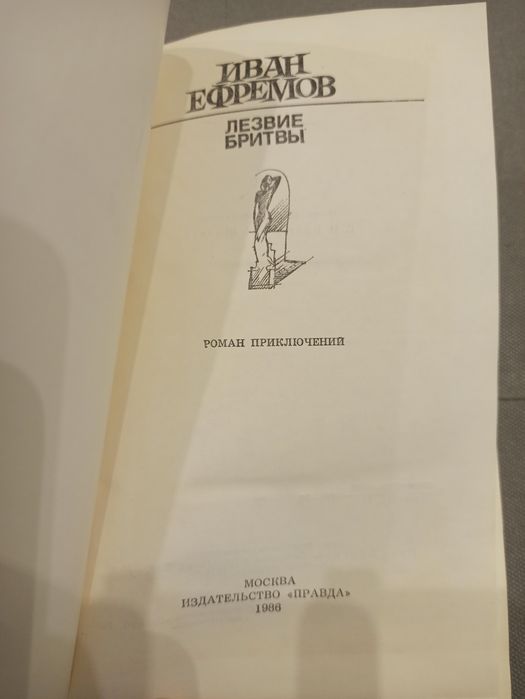 ИВАН
ЕФРЕМОВ
ЛЕЗВИЕ
БРИТВЫ
РОМАН ПРИКЛЮЧЕНИЙ
МОСКВА
ИЗДАТЕЛЬСТВО «ПРАВДА»
1986